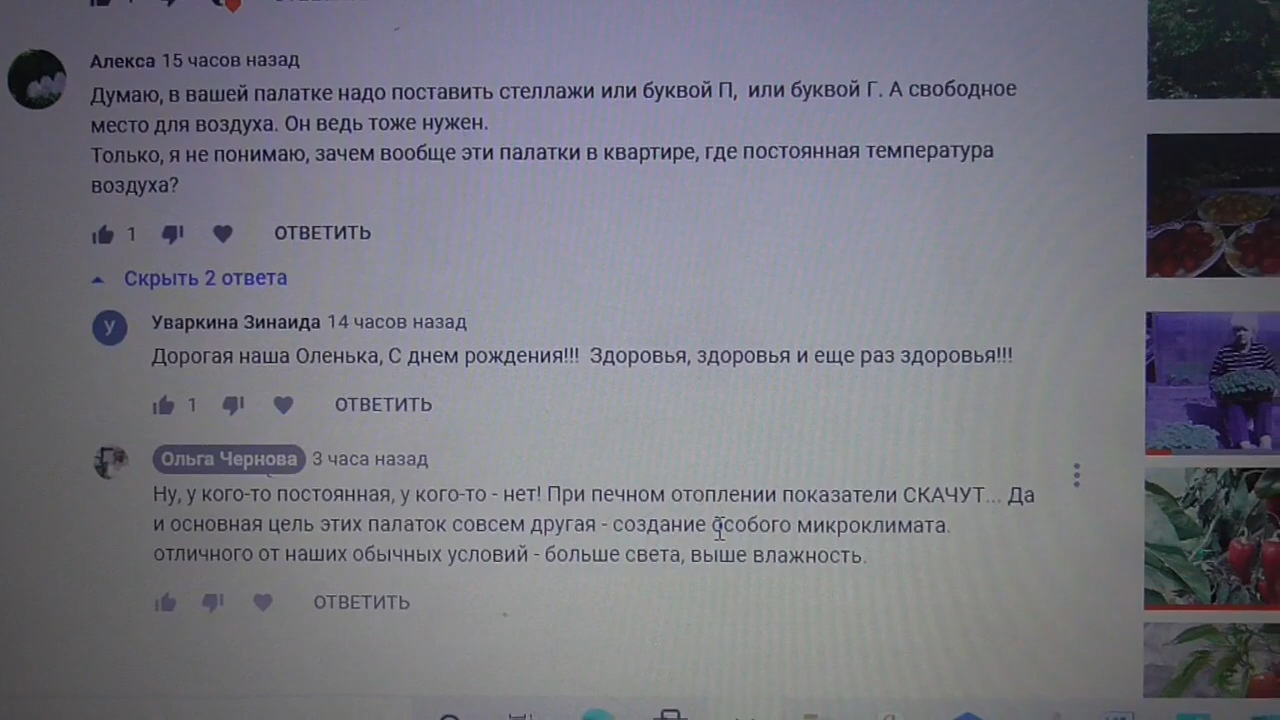 Алекса 15 часов назад
Думаю, в вашей палатке надо поставить стеллажи или буквой П, или буквой Г. А свободное
место для воздуха. Он ведь тоже нужен.
Только, я не понимаю, зачем вообще эти палатки в квартире, где постоянная температура
воздуха?
1 ОТВЕТИТЬ
Скрыть 2 ответа
У
Уваркина Зинаида 14 часов назад
Дорогая наша Оленька, С днем рождения!!! Здоровья, здоровья и еще раз здоровья!!!
1 ОТВЕТИТЬ
Ольга Чернова 3 часа назад
Ну, у кого-то постоянная, у кого-то - нет! При печном отоплении показатели СКАЧУТ... Да
и основная цель этих палаток совсем другая - создание особого микроклимата.
отличного от наших обычных условий - больше света, выше влажность.
ОТВЕТИТЬ